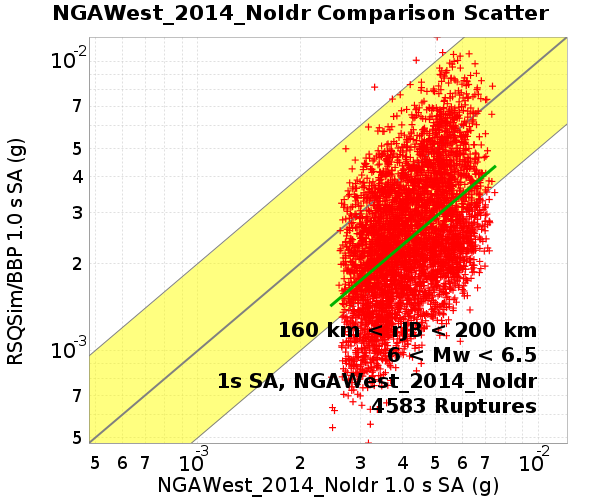 NGAWest_2014_NoIdr Comparison Scatter
10-2
7
5
4
3
2
10-3
7
5
RSQSim/BBP 1.0 s SA (g)
160 km < rJB < 200 km
6 < Mw < 6.5
1s SA, NGAWest_2014_NoIdr
4583 Ruptures
5 6 7 10-3 2 3 4 5 6 7 10-2
NGAWest_2014_NoIdr 1.0 s SA (g)